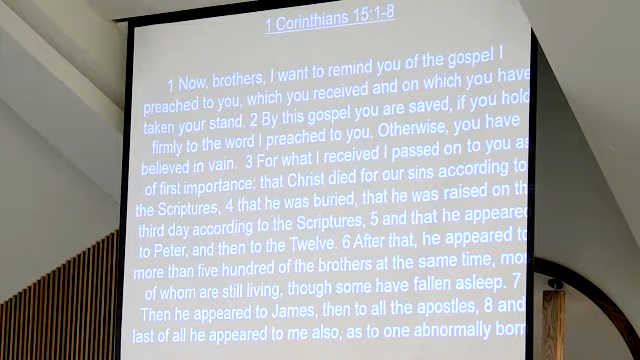 1 Corinthians 15:1-8
1 Now, brothers, I want to remind you of the gospel I
preached to you, which you received and on which you have
taken your stand. 2 By this gospel you are saved, if you hold
firmly to the word I preached to you. Otherwise, you have
believed in vain. 3 For what I received I passed on to you as
of first importance: that Christ died for our sins according to
the Scriptures, 4 that he was buried, that he was raised on the
third day according to the Scriptures, 5 and that he appeared
to Peter, and then to the Twelve. 6 After that, he appeared to
more than five hundred of the brothers at the same time, mos
of whom are still living, though some have fallen asleep. 7
Then he appeared to James, then to all the apostles, 8 and
last of all he appeared to me also, as to one abnormally born